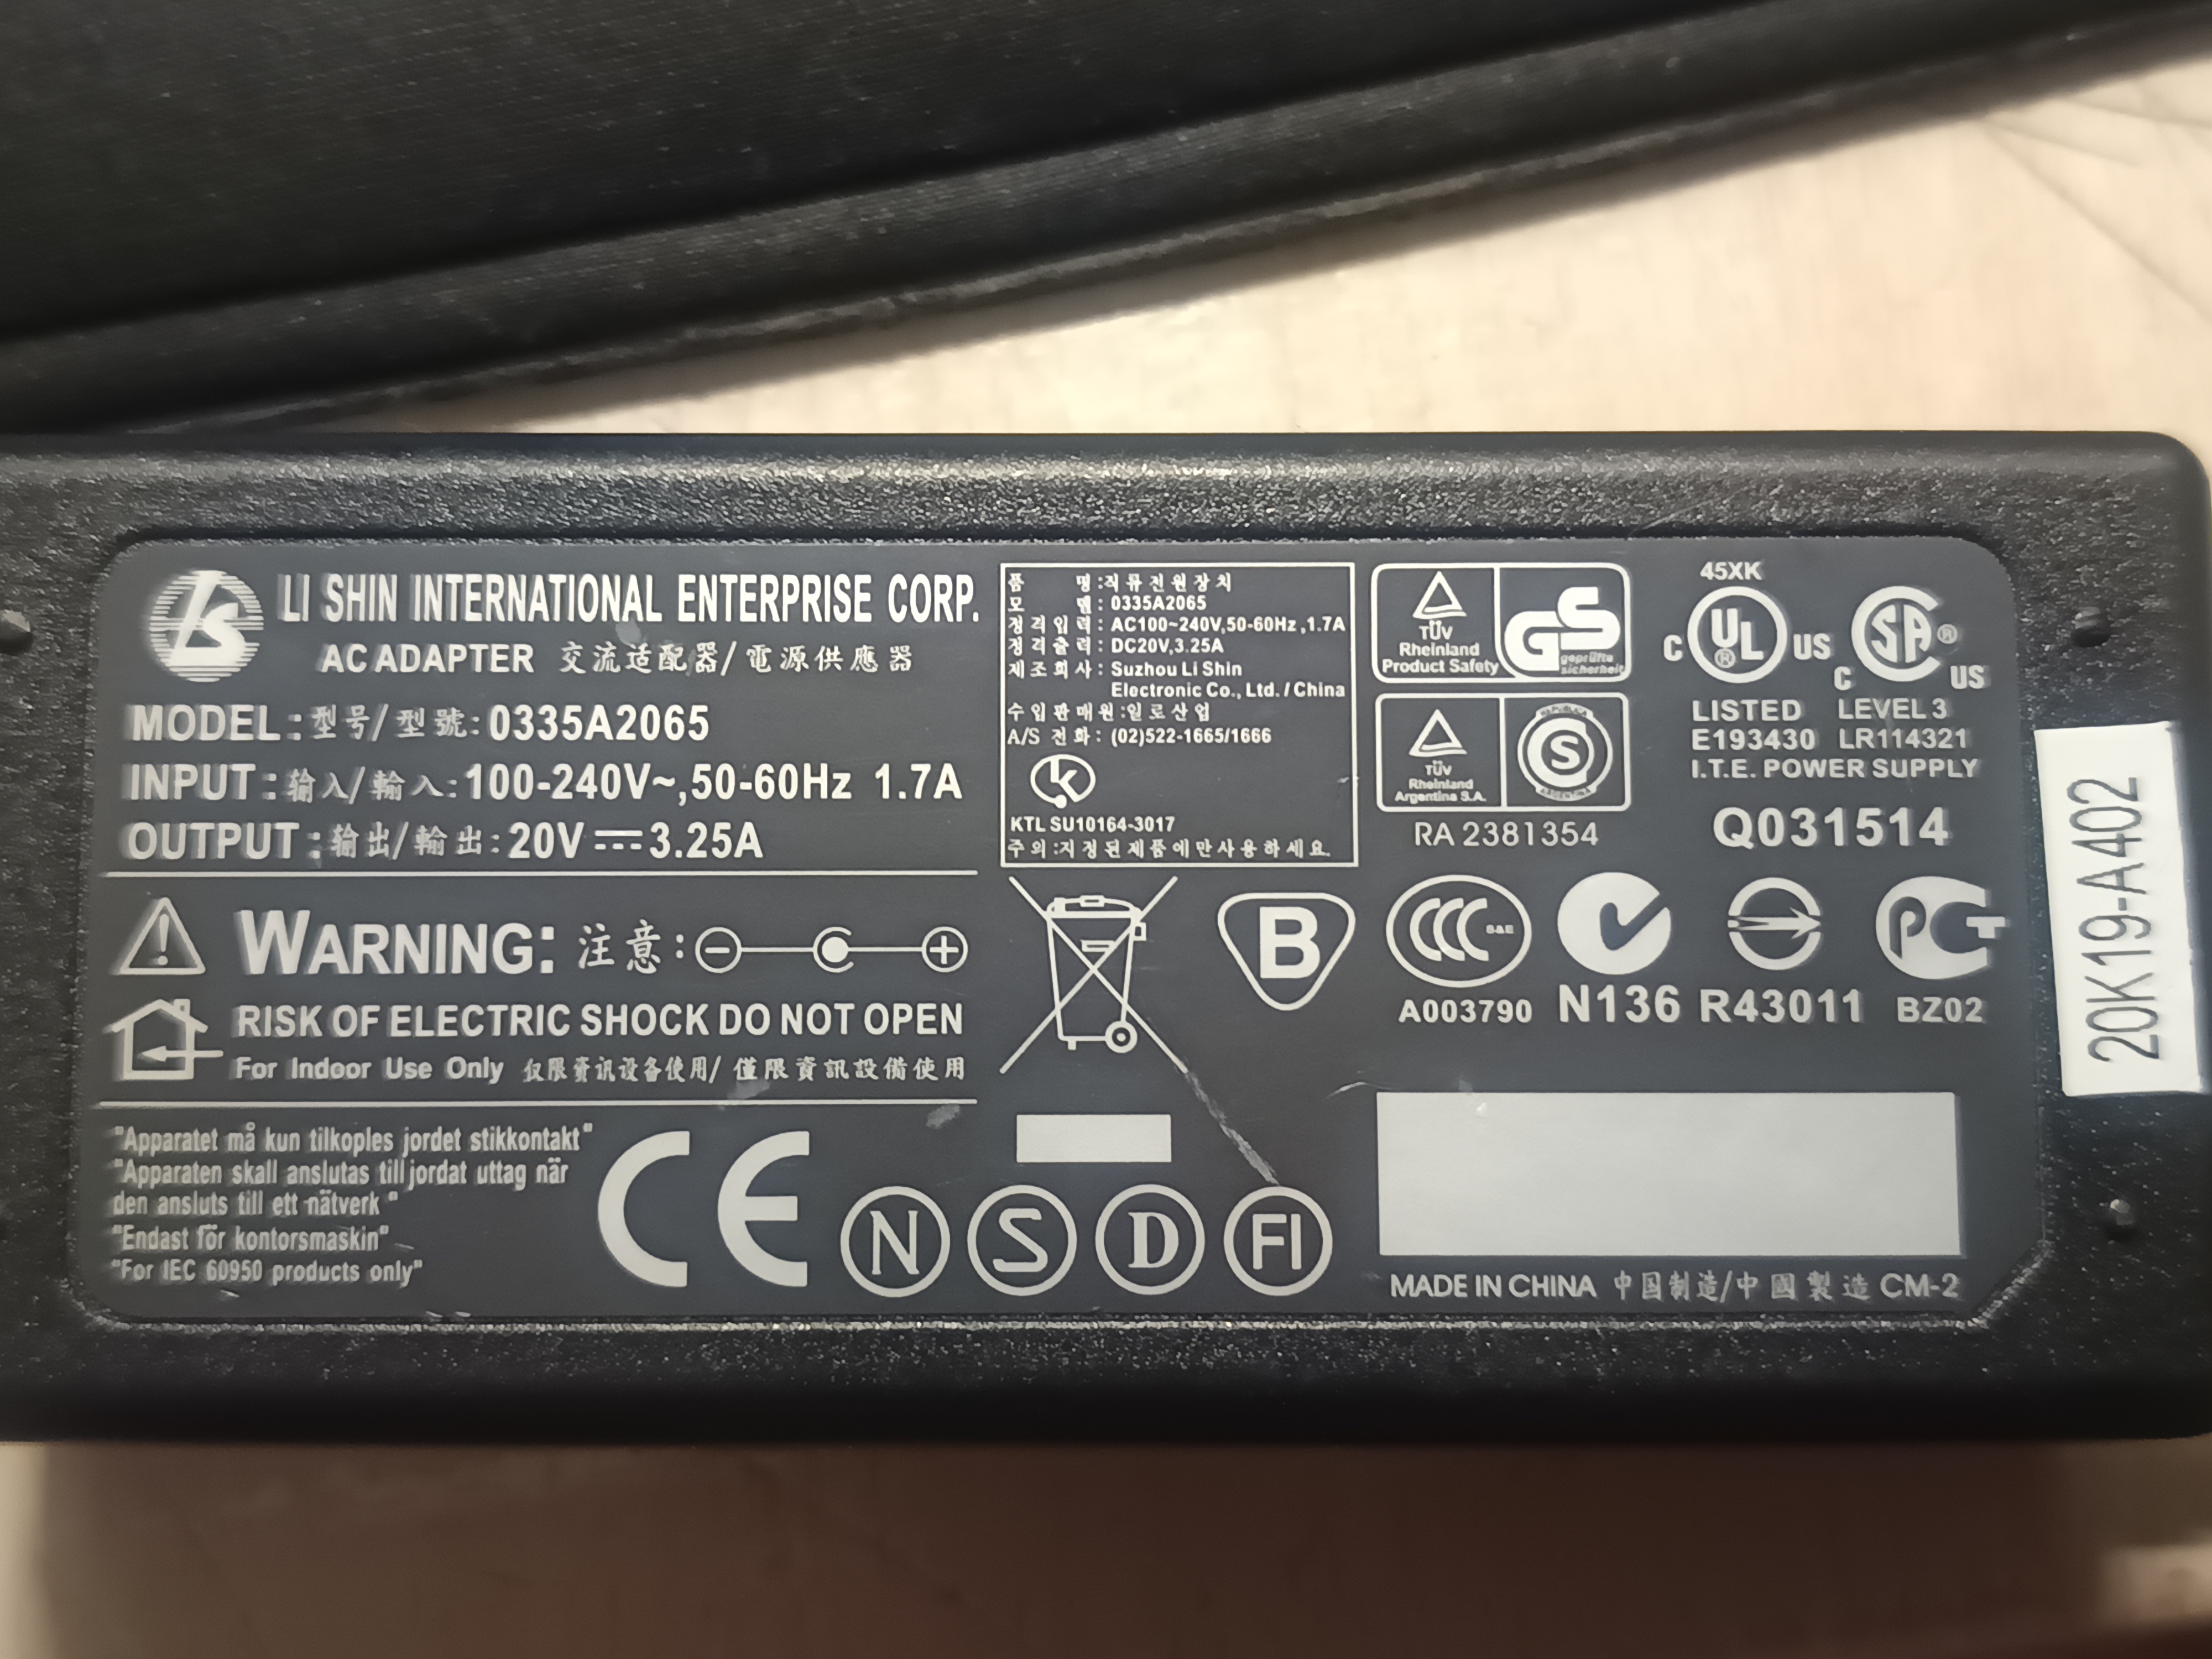 LS
LI SHIN INTERNATIONAL ENTERPRISE CORP.
AC ADAPTER 交流适配器/電源供應器
MODEL:型号/型號:0335A2065
INPUT:输入/輸入:100-240V~,50-60Hz 1.7A
OUTPUT:输出/輸出:20V⎓3.25A
WARNING: 注意:
RISK OF ELECTRIC SHOCK DO NOT OPEN
For Indoor Use Only 仅限資讯设备使用/ 僅限資訊設備使用
"Apparatet må kun tilkoples jordet stikkontakt"
"Apparaten skall anslutas till jordat uttag när
den ansluts till ett nätverk "
"Endast för kontorsmaskin"
"For IEC 60950 products only"
CE
N S D FI
품 명:직류전원장치
모 델: 0335A2065
정격입력: AC100~240V,50-60Hz,1.7A
정격출력: DC20V,3.25A
제조회사: Suzhou Li Shin
Electronic Co., Ltd. / China
수입판매원:일로산업
A/S 전화: (02)522-1665/1666
k
KTL SU10164-3017
주의:지정된제품에만사용하세요.
B
TÜV
Rheinland
Product Safety
GS
geprüfte
sicherheit
TÜV
Rheinland
Argentina S.A.
REPUBLICA
S
ARGENTINA
RA 2381354
45XK
C UL ® US
LISTED
E193430
C SA ® US
LEVEL 3
LR114321
I.T.E. POWER SUPPLY
Q031514
CCC S&E
A003790
N136
R43011
PCT
BZ02
MADE IN CHINA 中国制造/中國製造 CM-2
20K19-A402